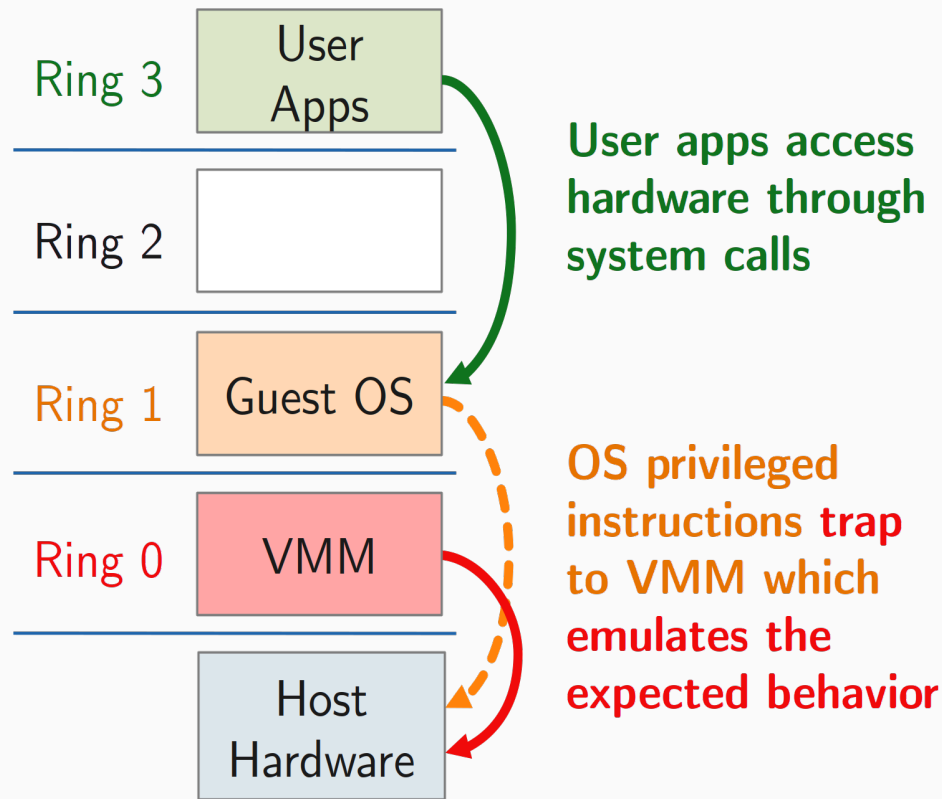 Ring 3
User
Apps
Ring 2
Ring 1
Guest OS
Ring 0
VMM
Host
Hardware
User apps access
hardware through
system calls
OS privileged
instructions trap
to VMM which
emulates the
expected behavior